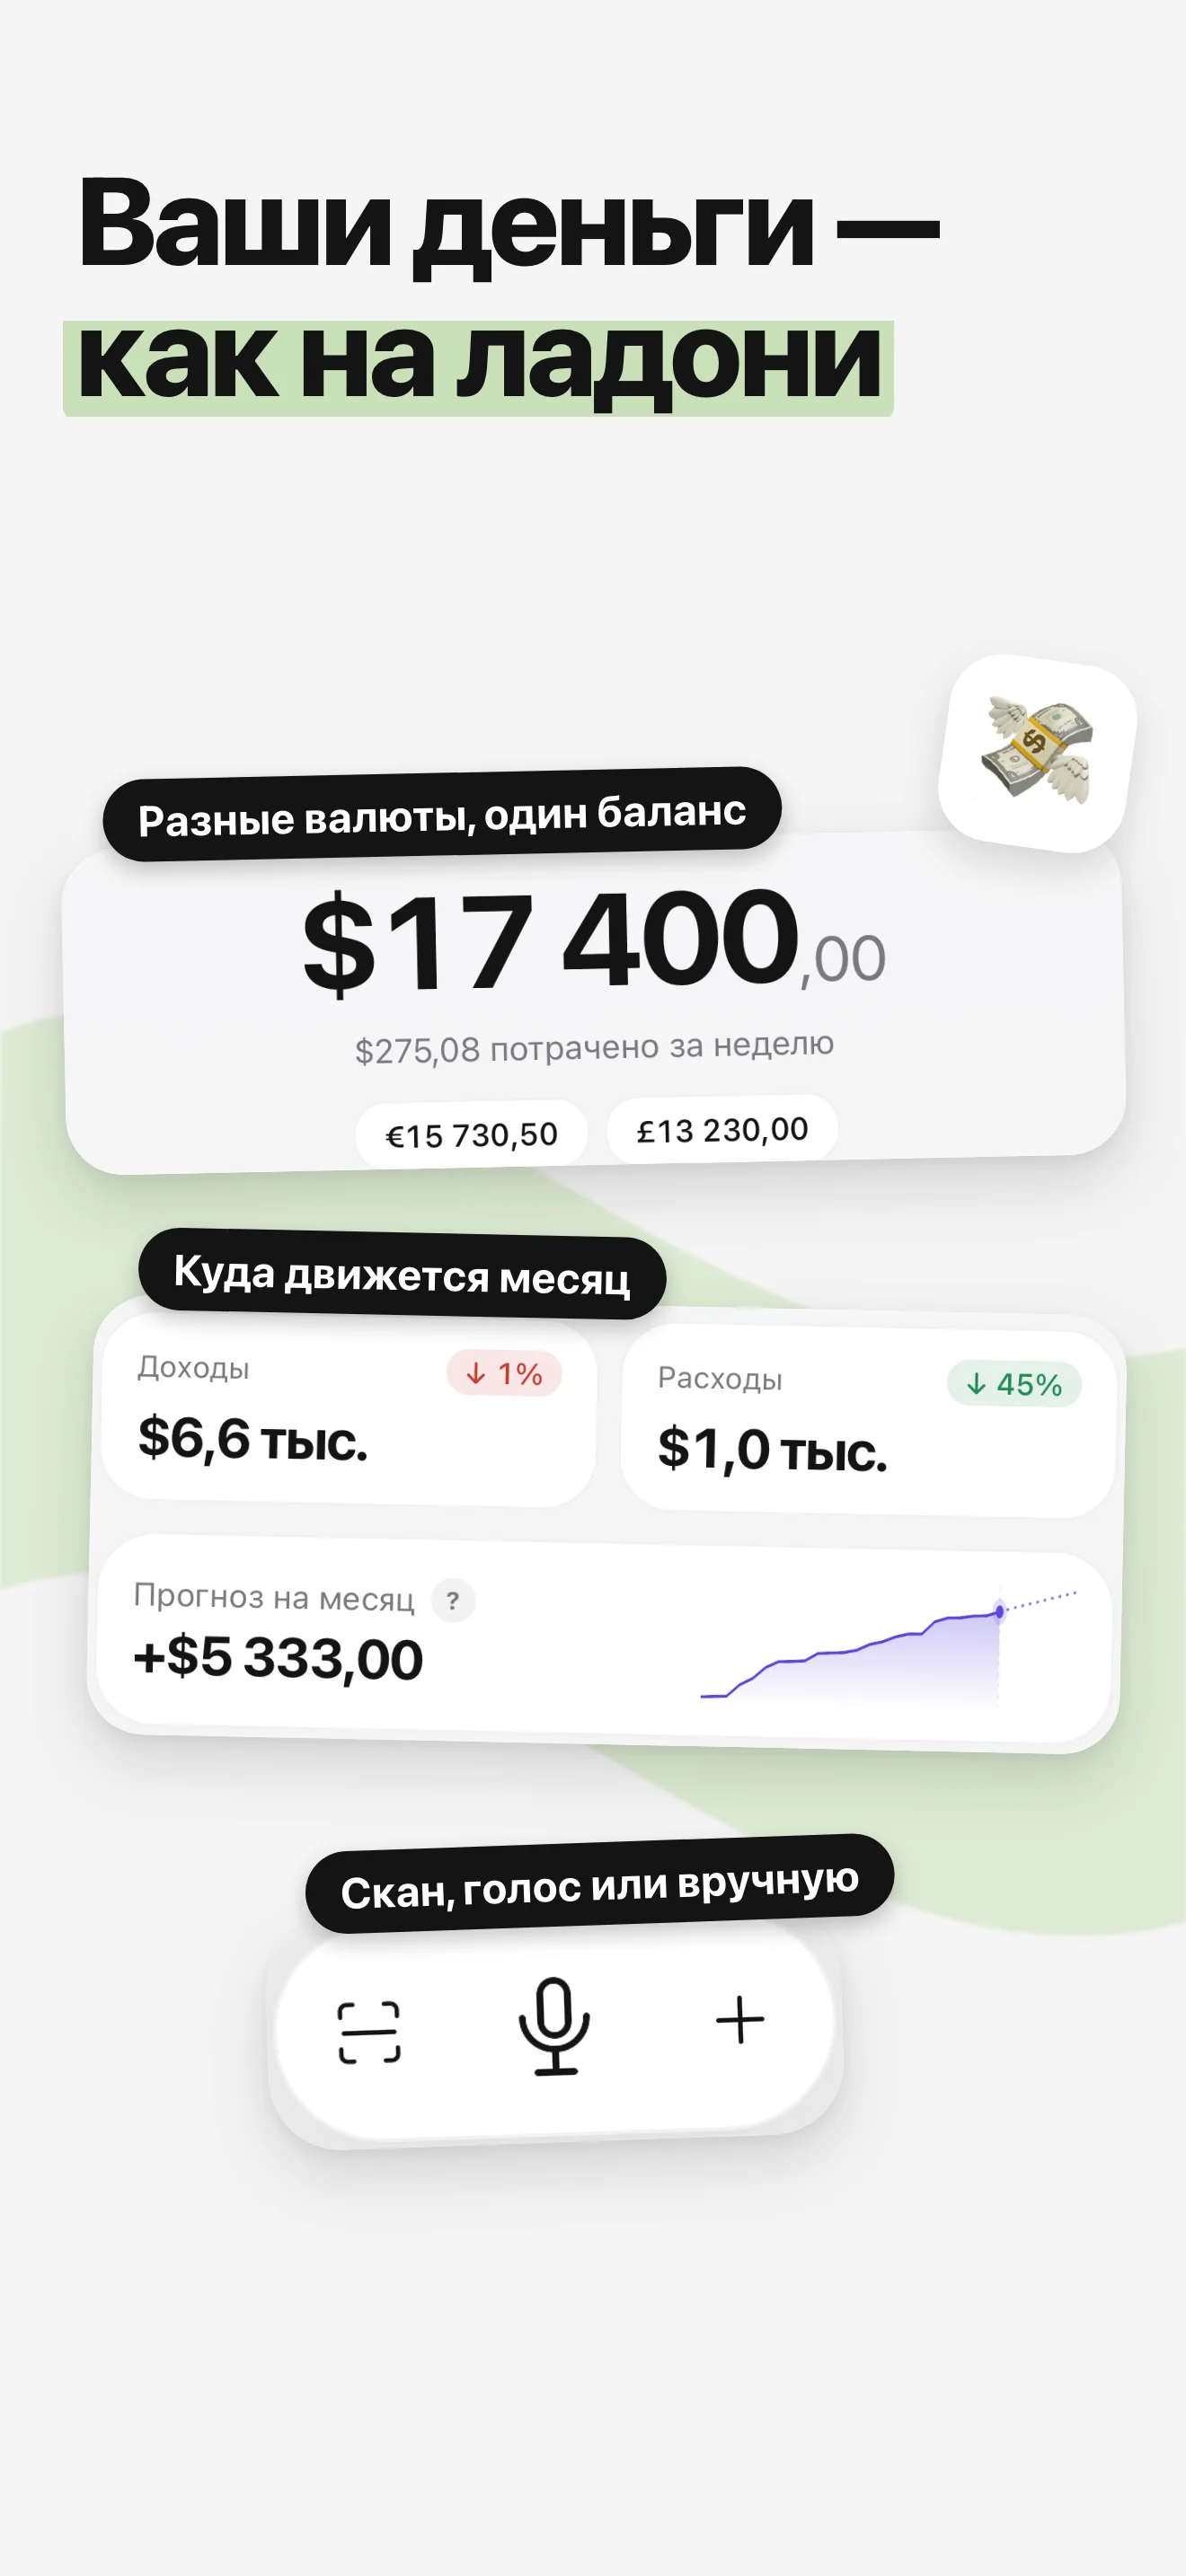 Ваши деньги —
как на ладони
Разные валюты, один баланс
$17 400,00
$275,08 потрачено за неделю
€15 730,50 £13 230,00
Куда движется месяц
Доходы ↓ 1%
$6,6 тыс.
Расходы ↓ 45%
$1,0 тыс.
Прогноз на месяц ?
+$5 333,00
Скан, голос или вручную